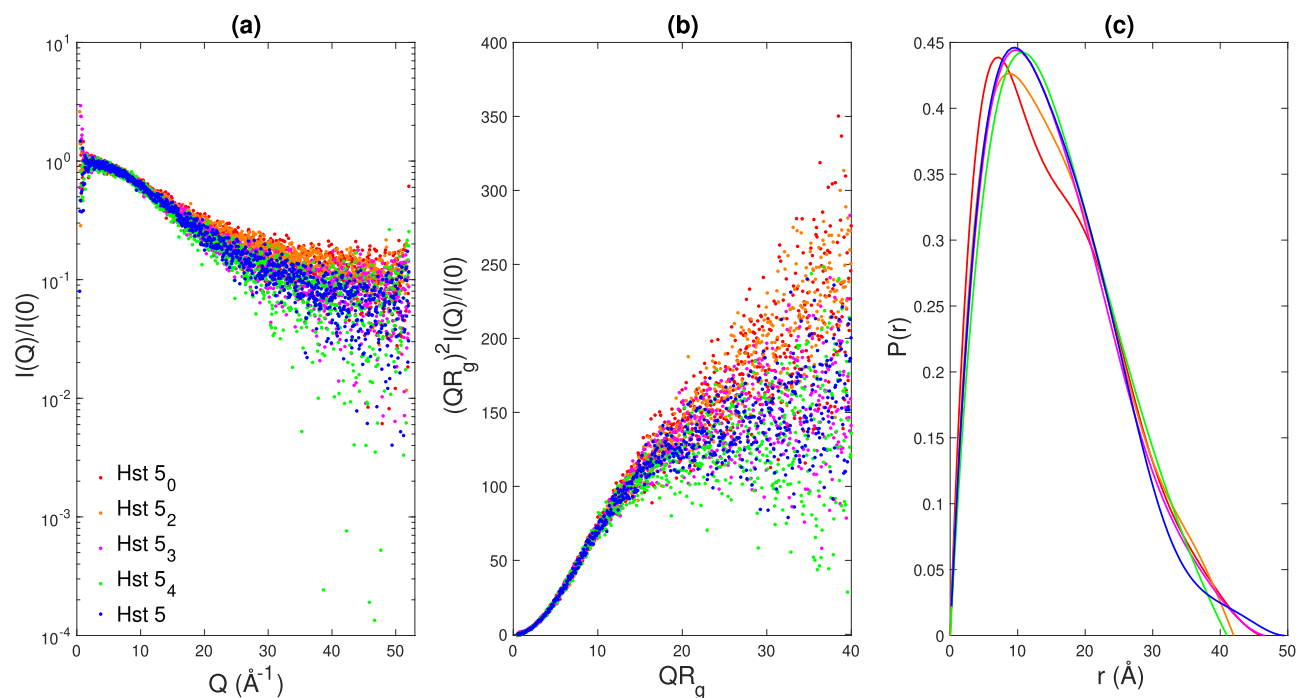 (a)
10^1
10^0
10^-1
10^-2
10^-3
10^-4
I(Q)/I(0)
0 10 20 30 40 50
Q (Å^-1)
Hst 5_0
Hst 5_2
Hst 5_3
Hst 5_4
Hst 5
(b)
400
350
300
250
200
150
100
50
0
(QR_g)^2I(Q)/I(0)
0 10 20 30 40
QR_g
(c)
0.45
0.4
0.35
0.3
0.25
0.2
0.15
0.1
0.05
0
P(r)
0 10 20 30 40 50
r (Å)